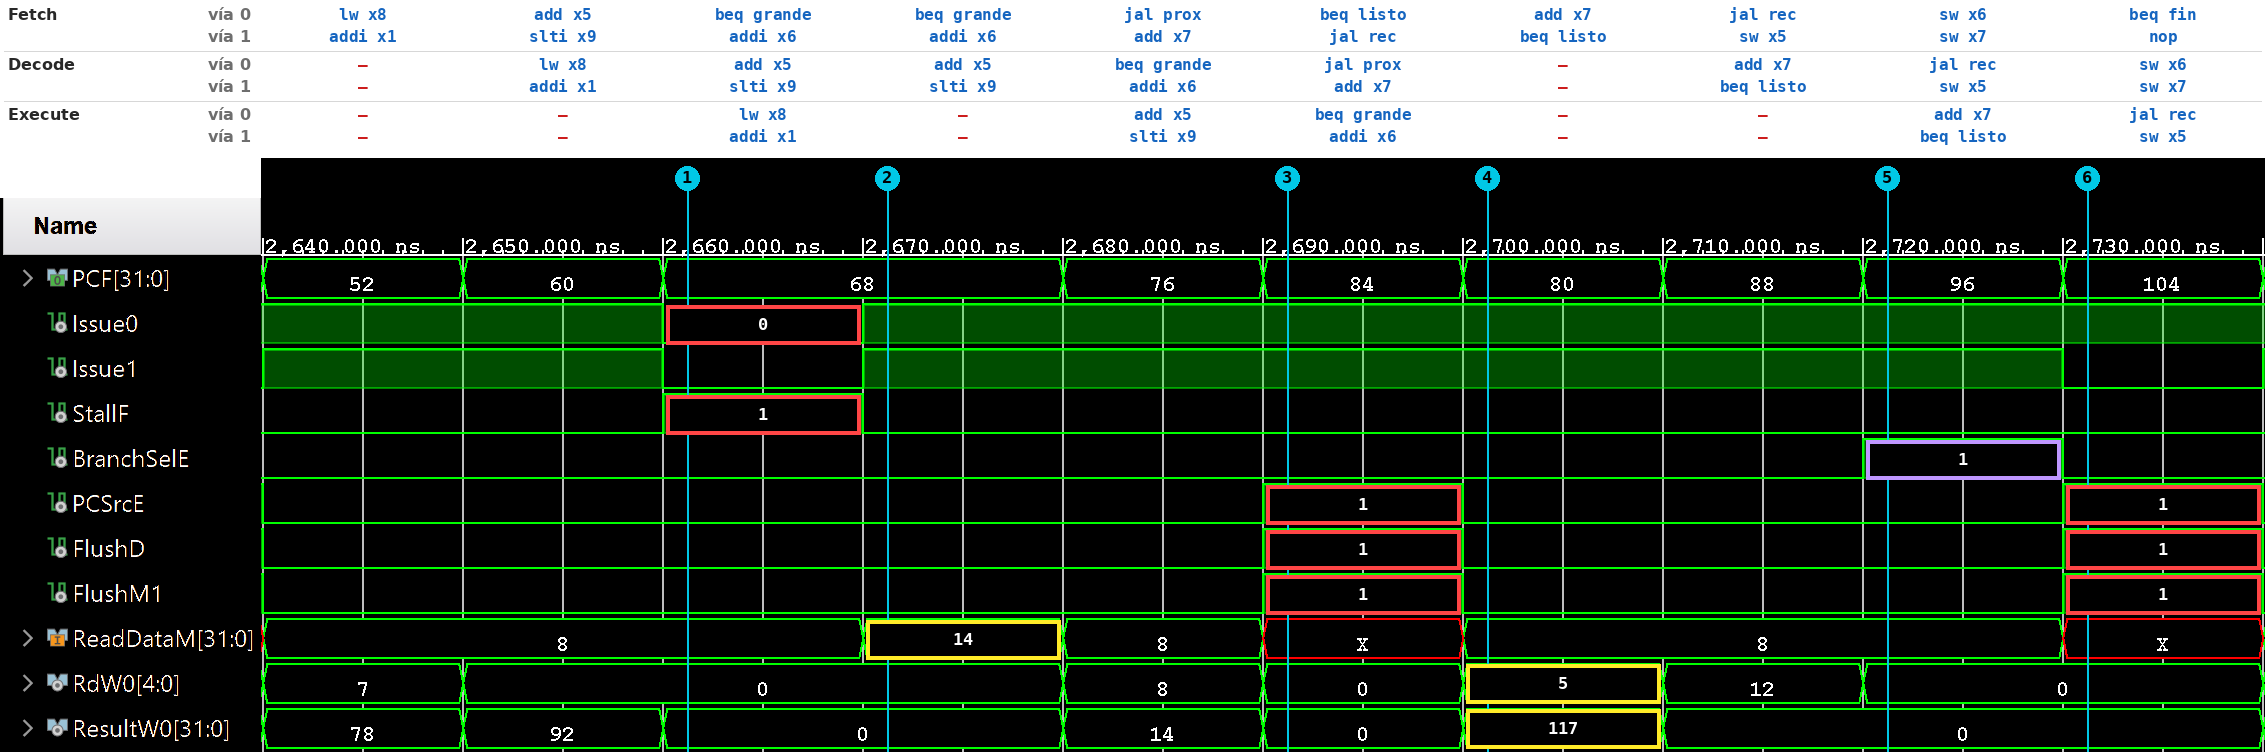 Fetch vía 0 lw x8 add x5 beq grande beq grande jal prox beq listo add x7 jal rec sw x6 beq fin
vía 1 addi x1 slti x9 addi x6 addi x6 add x7 jal rec beq listo sw x5 sw x7 nop
Decode vía 0 — lw x8 add x5 add x5 beq grande jal prox — add x7 jal rec sw x6
vía 1 — addi x1 slti x9 slti x9 addi x6 add x7 — beq listo sw x5 sw x7
Execute vía 0 — — lw x8 — add x5 beq grande — — add x7 jal rec
vía 1 — — addi x1 — slti x9 addi x6 — — beq listo sw x5
1 2 3 4 5 6
Name
2,640.000 ns 2,650.000 ns 2,660.000 ns 2,670.000 ns 2,680.000 ns 2,690.000 ns 2,700.000 ns 2,710.000 ns 2,720.000 ns 2,730.000 ns
PCF[31:0] 52 60 68 76 84 80 88 96 104
Issue0 0
Issue1
StallF 1
BranchSelE 1
PCSrcE 1 1
FlushD 1 1
FlushM1 1 1
ReadDataM[31:0] 8 14 8 X 8 X
RdW0[4:0] 7 0 8 0 5 12 0
ResultW0[31:0] 78 92 0 14 0 117 0